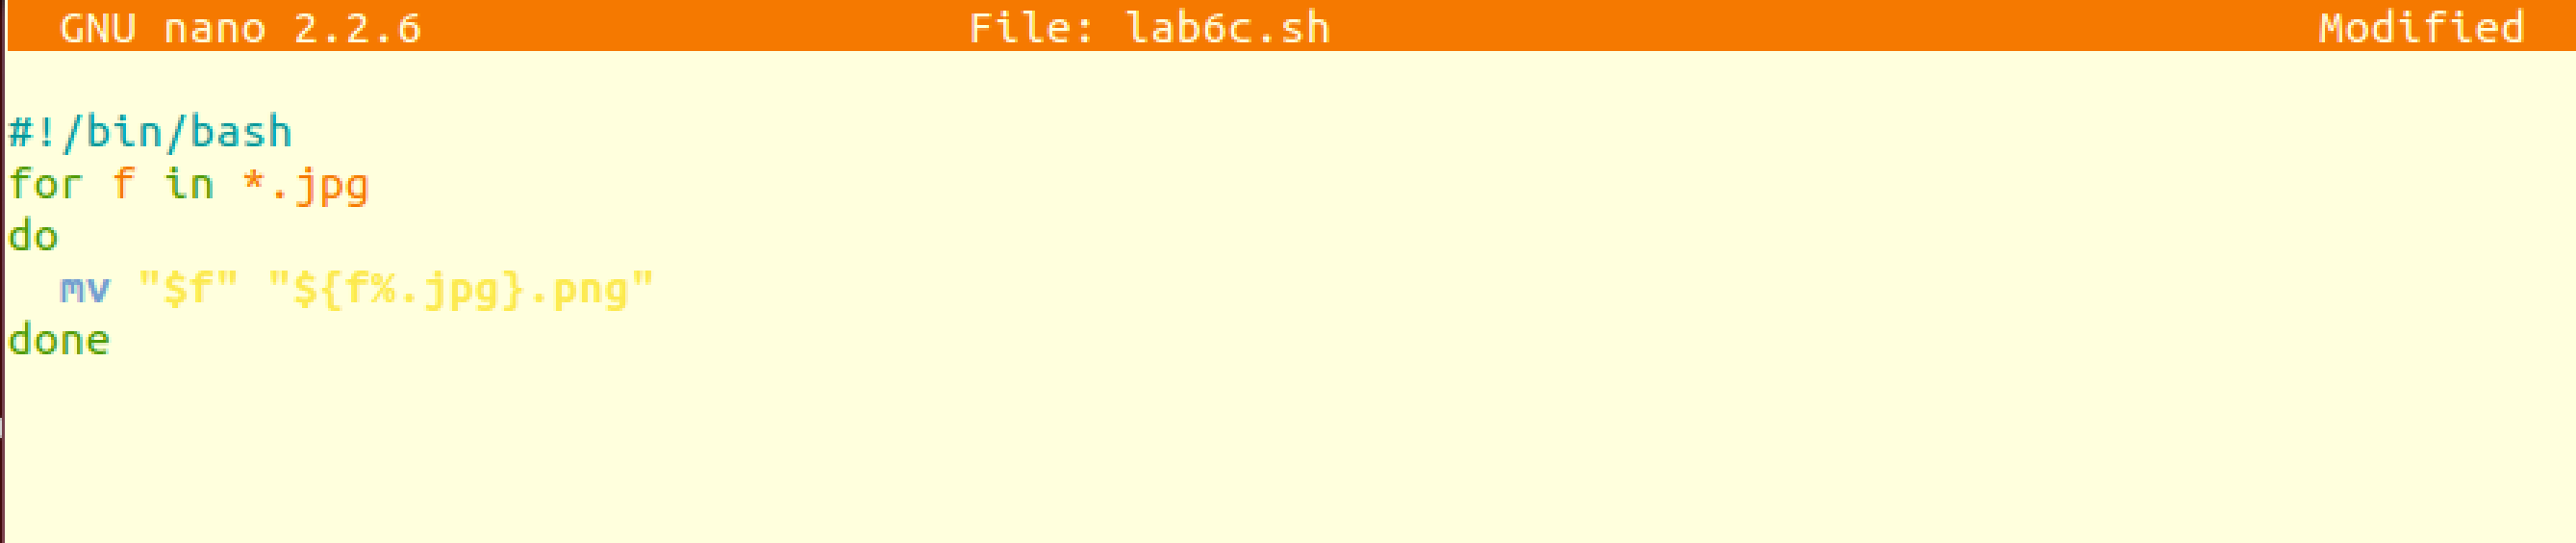 GNU nano 2.2.6 File: lab6c.sh Modified
#!/bin/bash
for f in *.jpg
do
  mv "$f" "${f%.jpg}.png"
done